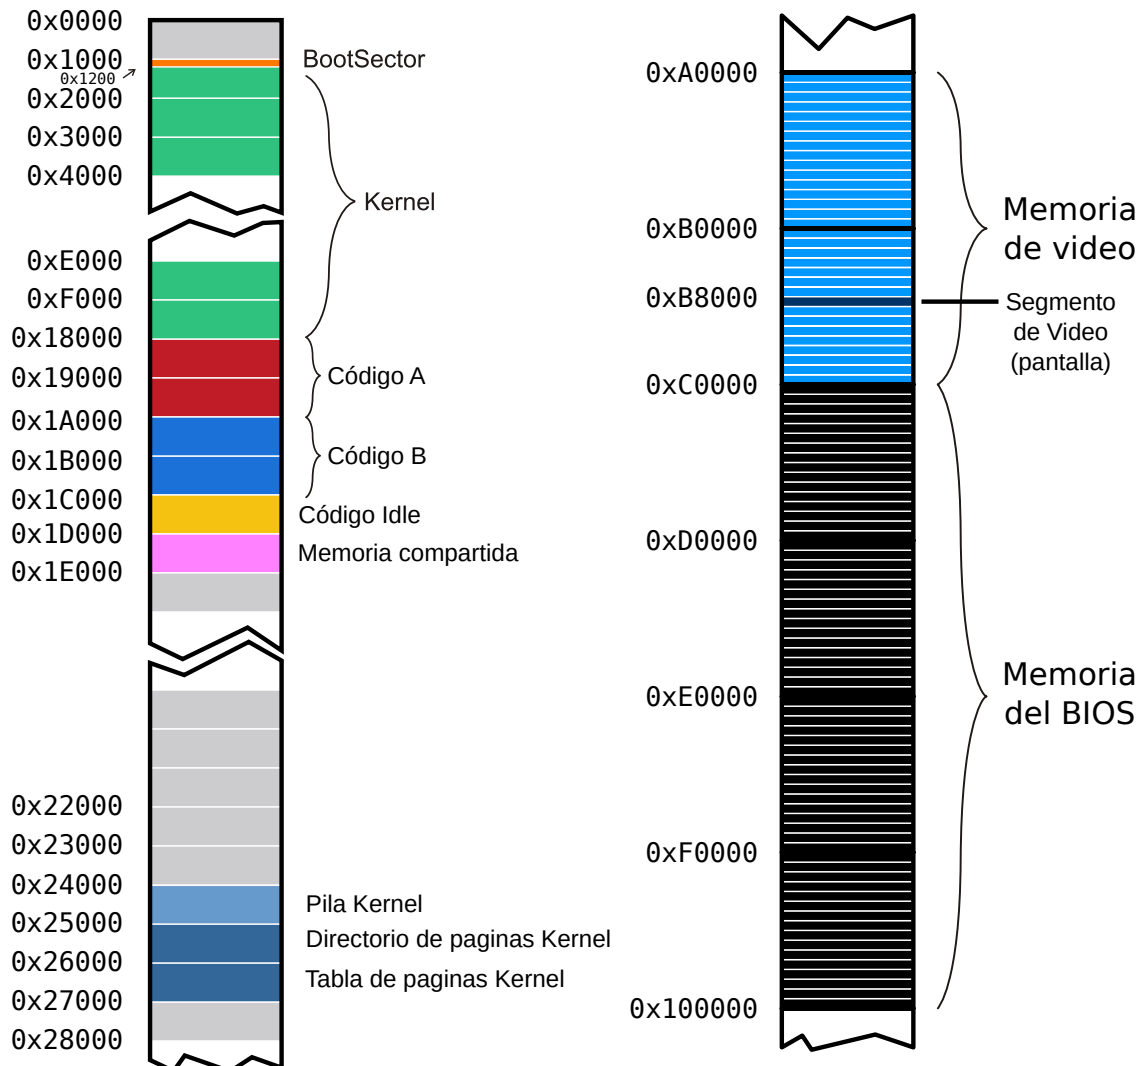 0x0000
0x1000
BootSector
0x1200
0x2000
0x3000
0x4000
Kernel
0xE000
0xF000
0x18000
Código A
0x19000
0x1A000
Código B
0x1B000
0x1C000
Código Idle
0x1D000
Memoria compartida
0x1E000
0x22000
0x23000
0x24000
Pila Kernel
0x25000
Directorio de paginas Kernel
0x26000
Tabla de paginas Kernel
0x27000
0x28000
0xA0000
Memoria
de video
0xB0000
0xB8000
Segmento
de Video
(pantalla)
0xC0000
0xD0000
0xE0000
Memoria
del BIOS
0xF0000
0x100000